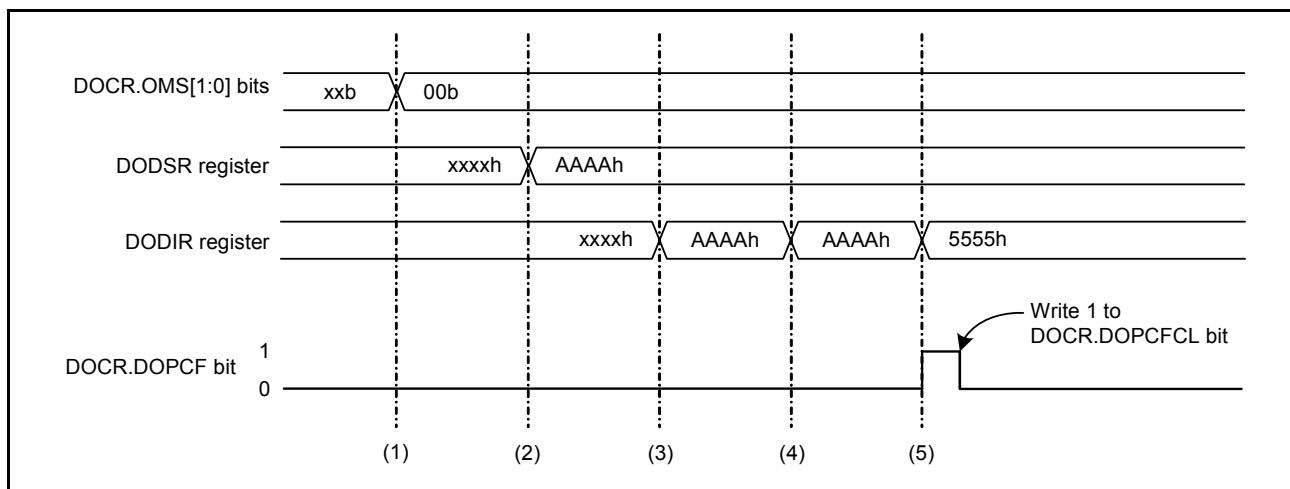 DOCR.OMS[1:0] bits
xxb
00b
DODSR register
xxxxh
AAAAh
DODIR register
xxxxh
AAAAh
AAAAh
5555h
Write 1 to
DOCR.DOPCFCL bit
DOCR.DOPCF bit
1
0
(1)
(2)
(3)
(4)
(5)